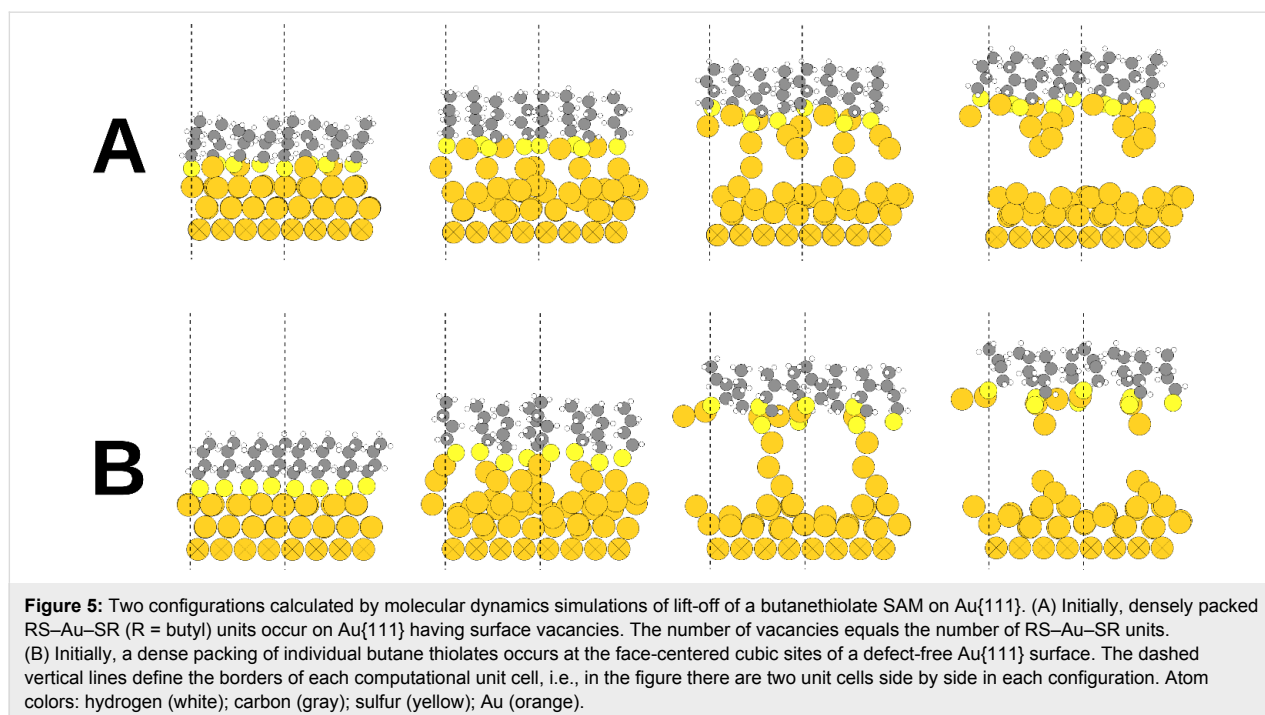 A
B
Figure 5: Two configurations calculated by molecular dynamics simulations of lift-off of a butanethiolate SAM on Au{111}. (A) Initially, densely packed
RS–Au–SR (R = butyl) units occur on Au{111} having surface vacancies. The number of vacancies equals the number of RS–Au–SR units.
(B) Initially, a dense packing of individual butane thiolates occurs at the face-centered cubic sites of a defect-free Au{111} surface. The dashed
vertical lines define the borders of each computational unit cell, i.e., in the figure there are two unit cells side by side in each configuration. Atom
colors: hydrogen (white); carbon (gray); sulfur (yellow); Au (orange).